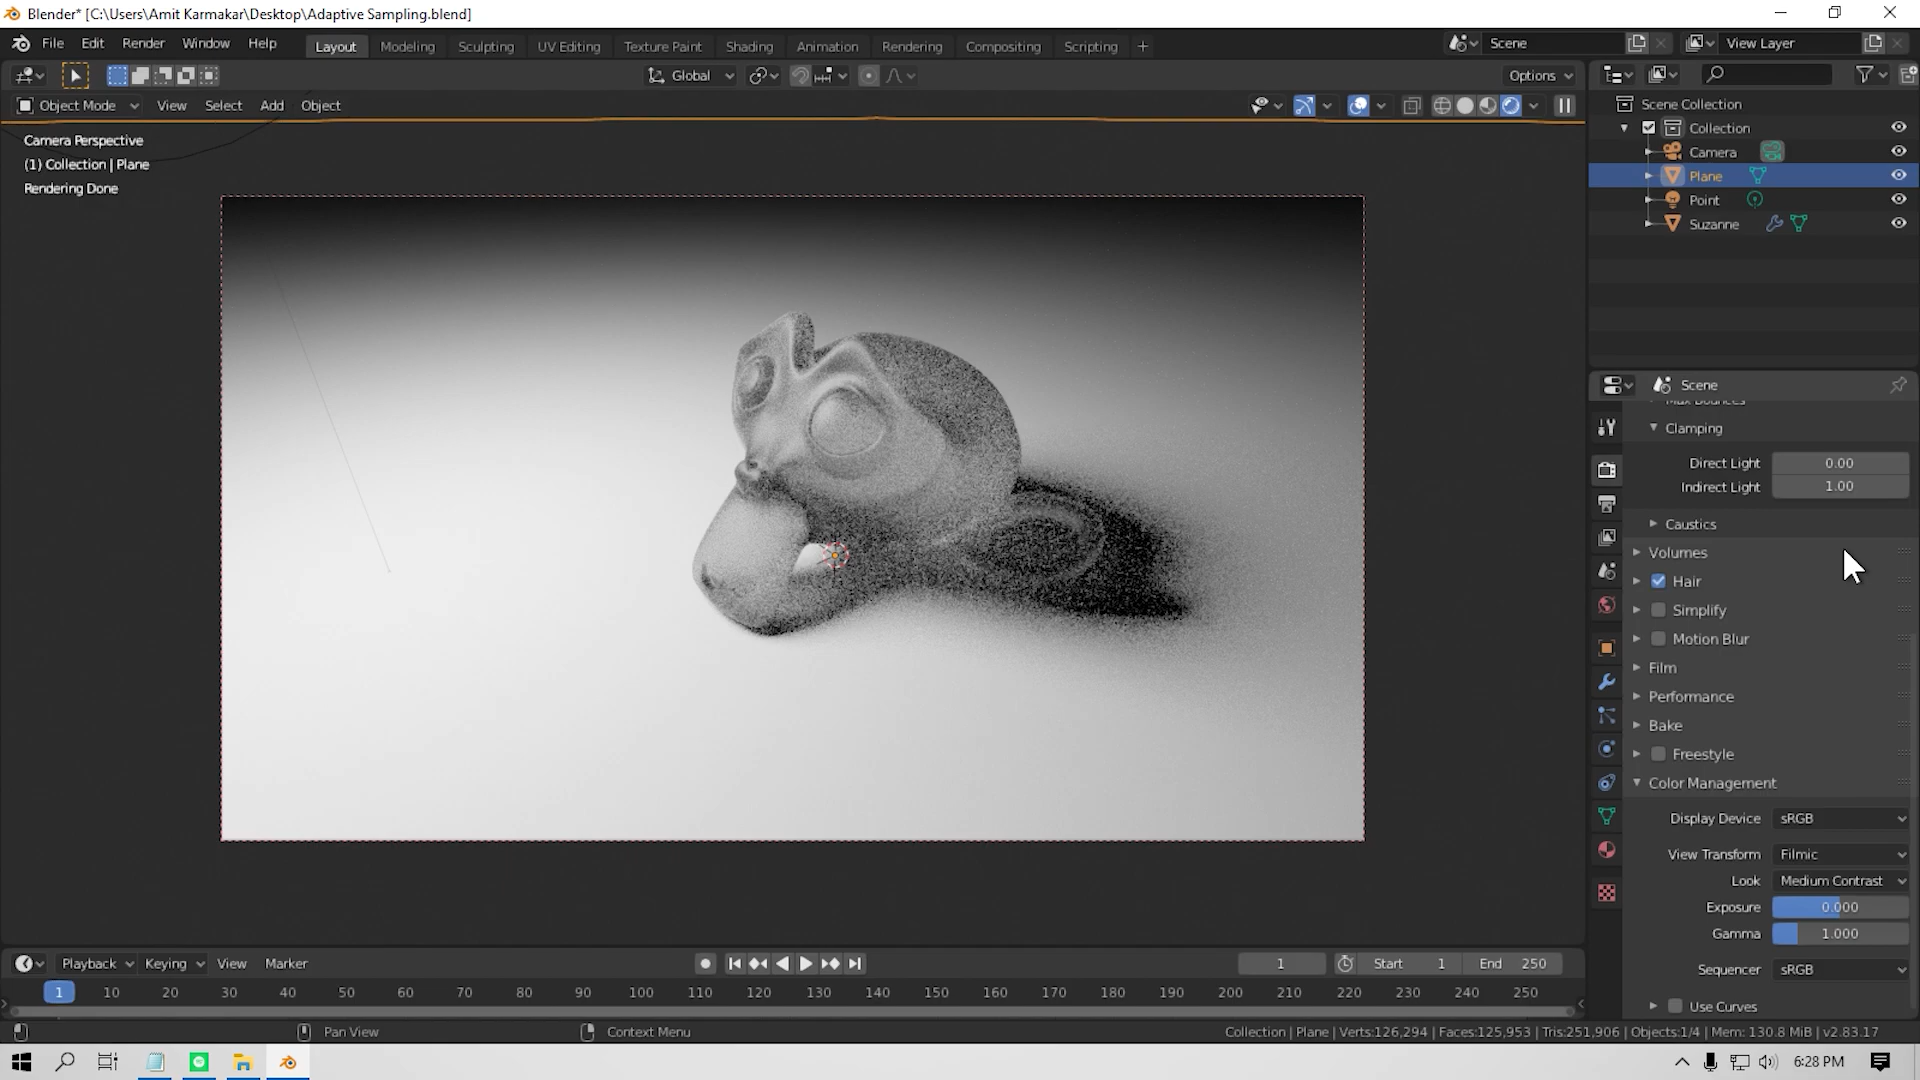 Blender* [C:\Users\Amit Karmakar\Desktop\Adaptive Sampling.blend]
File Edit Render Window Help Layout Modeling Sculpting UV Editing Texture Paint Shading Animation Rendering Compositing Scripting + Scene View Layer
Global Options
Object Mode View Select Add Object
Camera Perspective
(1) Collection | Plane
Rendering Done
Scene Collection
Collection
Camera
Plane
Point
Suzanne
Scene
Max Bounces
Clamping
Direct Light 0.00
Indirect Light 1.00
Caustics
Volumes
Hair
Simplify
Motion Blur
Film
Performance
Bake
Freestyle
Color Management
Display Device sRGB
View Transform Filmic
Look Medium Contrast
Exposure 0.000
Gamma 1.000
Sequencer sRGB
Use Curves
Playback Keying View Marker 1 Start 1 End 250
1 10 20 30 40 50 60 70 80 90 100 110 120 130 140 150 160 170 180 190 200 210 220 230 240 250
Pan View Context Menu Collection | Plane | Verts:126,294 | Faces:125,953 | Tris:251,906 | Objects:1/4 | Mem: 130.8 MiB | v2.83.17
6:28 PM